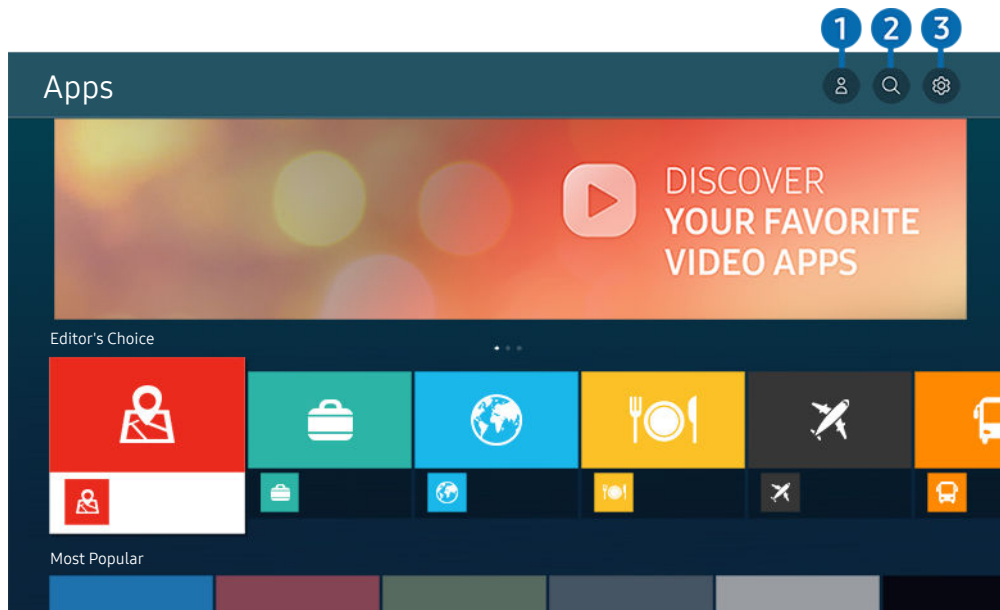 1 2 3
Apps
DISCOVER
YOUR FAVORITE
VIDEO APPS
Editor's Choice
Most Popular